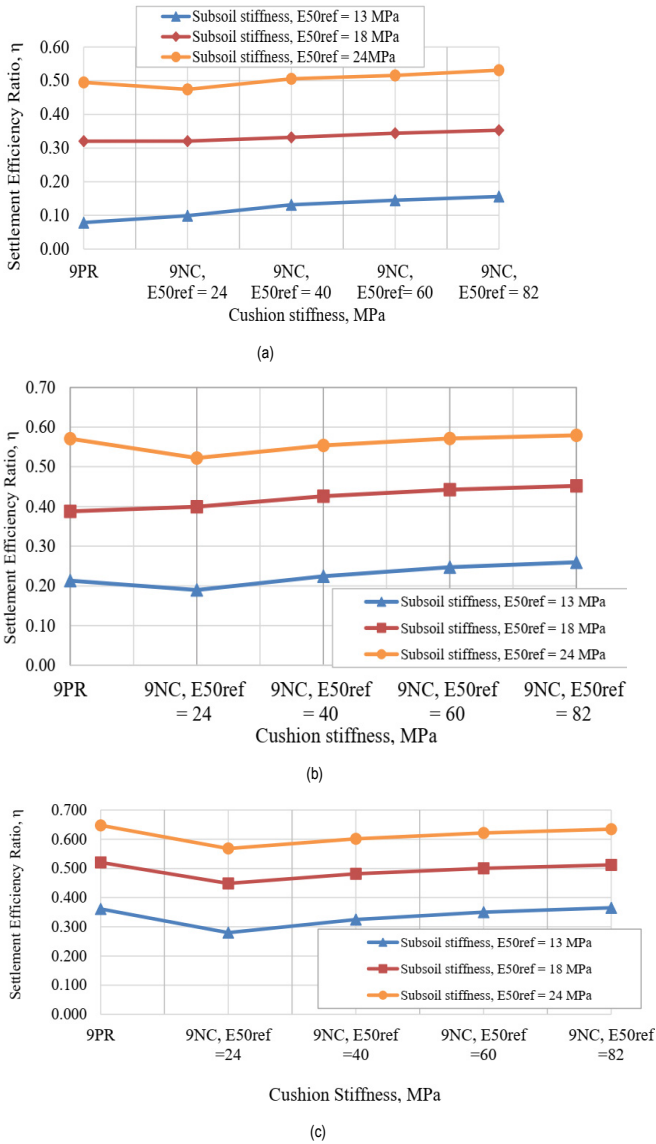 Subsoil stiffness, E50ref = 13 MPa
Subsoil stiffness, E50ref = 18 MPa
Subsoil stiffness, E50ref = 24MPa
Settlement Efficiency Ratio, η
0.60
0.50
0.40
0.30
0.20
0.10
0.00
9PR
9NC,
E50ref = 24
9NC,
E50ref = 40
9NC,
E50ref= 60
9NC,
E50ref = 82
Cushion stiffness, MPa
(a)
Settlement Efficiency Ratio, η
0.70
0.60
0.50
0.40
0.30
0.20
0.10
0.00
Subsoil stiffness, E50ref = 13 MPa
Subsoil stiffness, E50ref = 18 MPa
Subsoil stiffness, E50ref = 24 MPa
9PR
9NC, E50ref
= 24
9NC, E50ref
= 40
9NC, E50ref
= 60
9NC, E50ref
= 82
Cushion stiffness, MPa
(b)
Settlement Efficiency Ratio, η
0.700
0.600
0.500
0.400
0.300
0.200
0.100
0.000
Subsoil stiffness, E50ref = 13 MPa
Subsoil stiffness, E50ref = 18 MPa
Subsoil stiffness, E50ref = 24 MPa
9PR
9NC, E50ref
=24
9NC, E50ref
=40
9NC, E50ref
=60
9NC, E50ref
=82
Cushion Stiffness, MPa
(c)